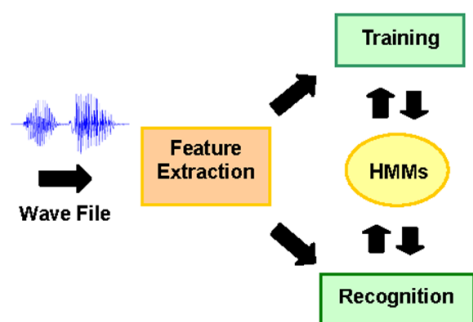 Training
Feature
Extraction
HMMs
Wave File
Recognition